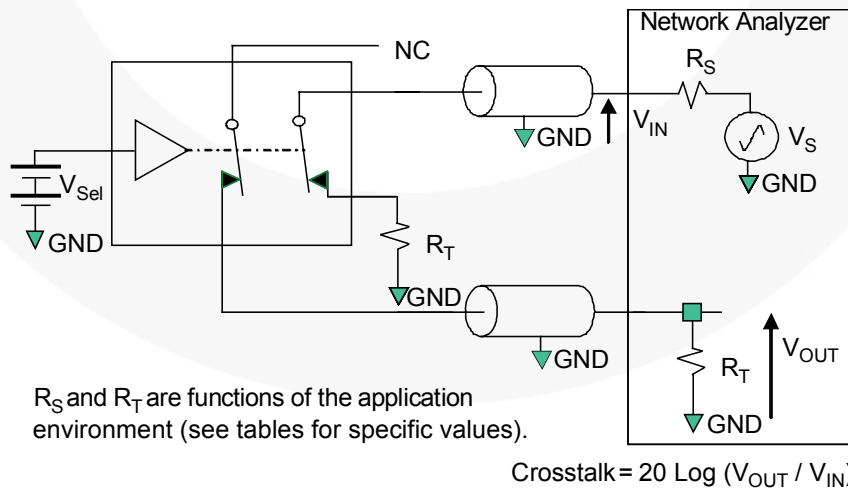 Network Analyzer
NC
R_S
GND
V_IN
V_S
GND
V_Sel
GND
R_T
GND
GND
V_OUT
R_T
GND
R_S and R_T are functions of the application
environment (see tables for specific values).
Crosstalk = 20 Log (V_OUT / V_IN)